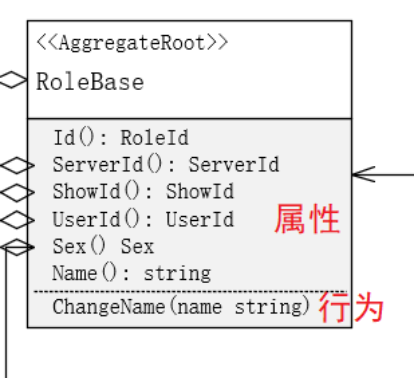 <<AggregateRoot>>
RoleBase
Id(): RoleId
ServerId(): ServerId
ShowId(): ShowId
UserId(): UserId
属性
Sex() Sex
Name(): string
ChangeName(name string)
行为